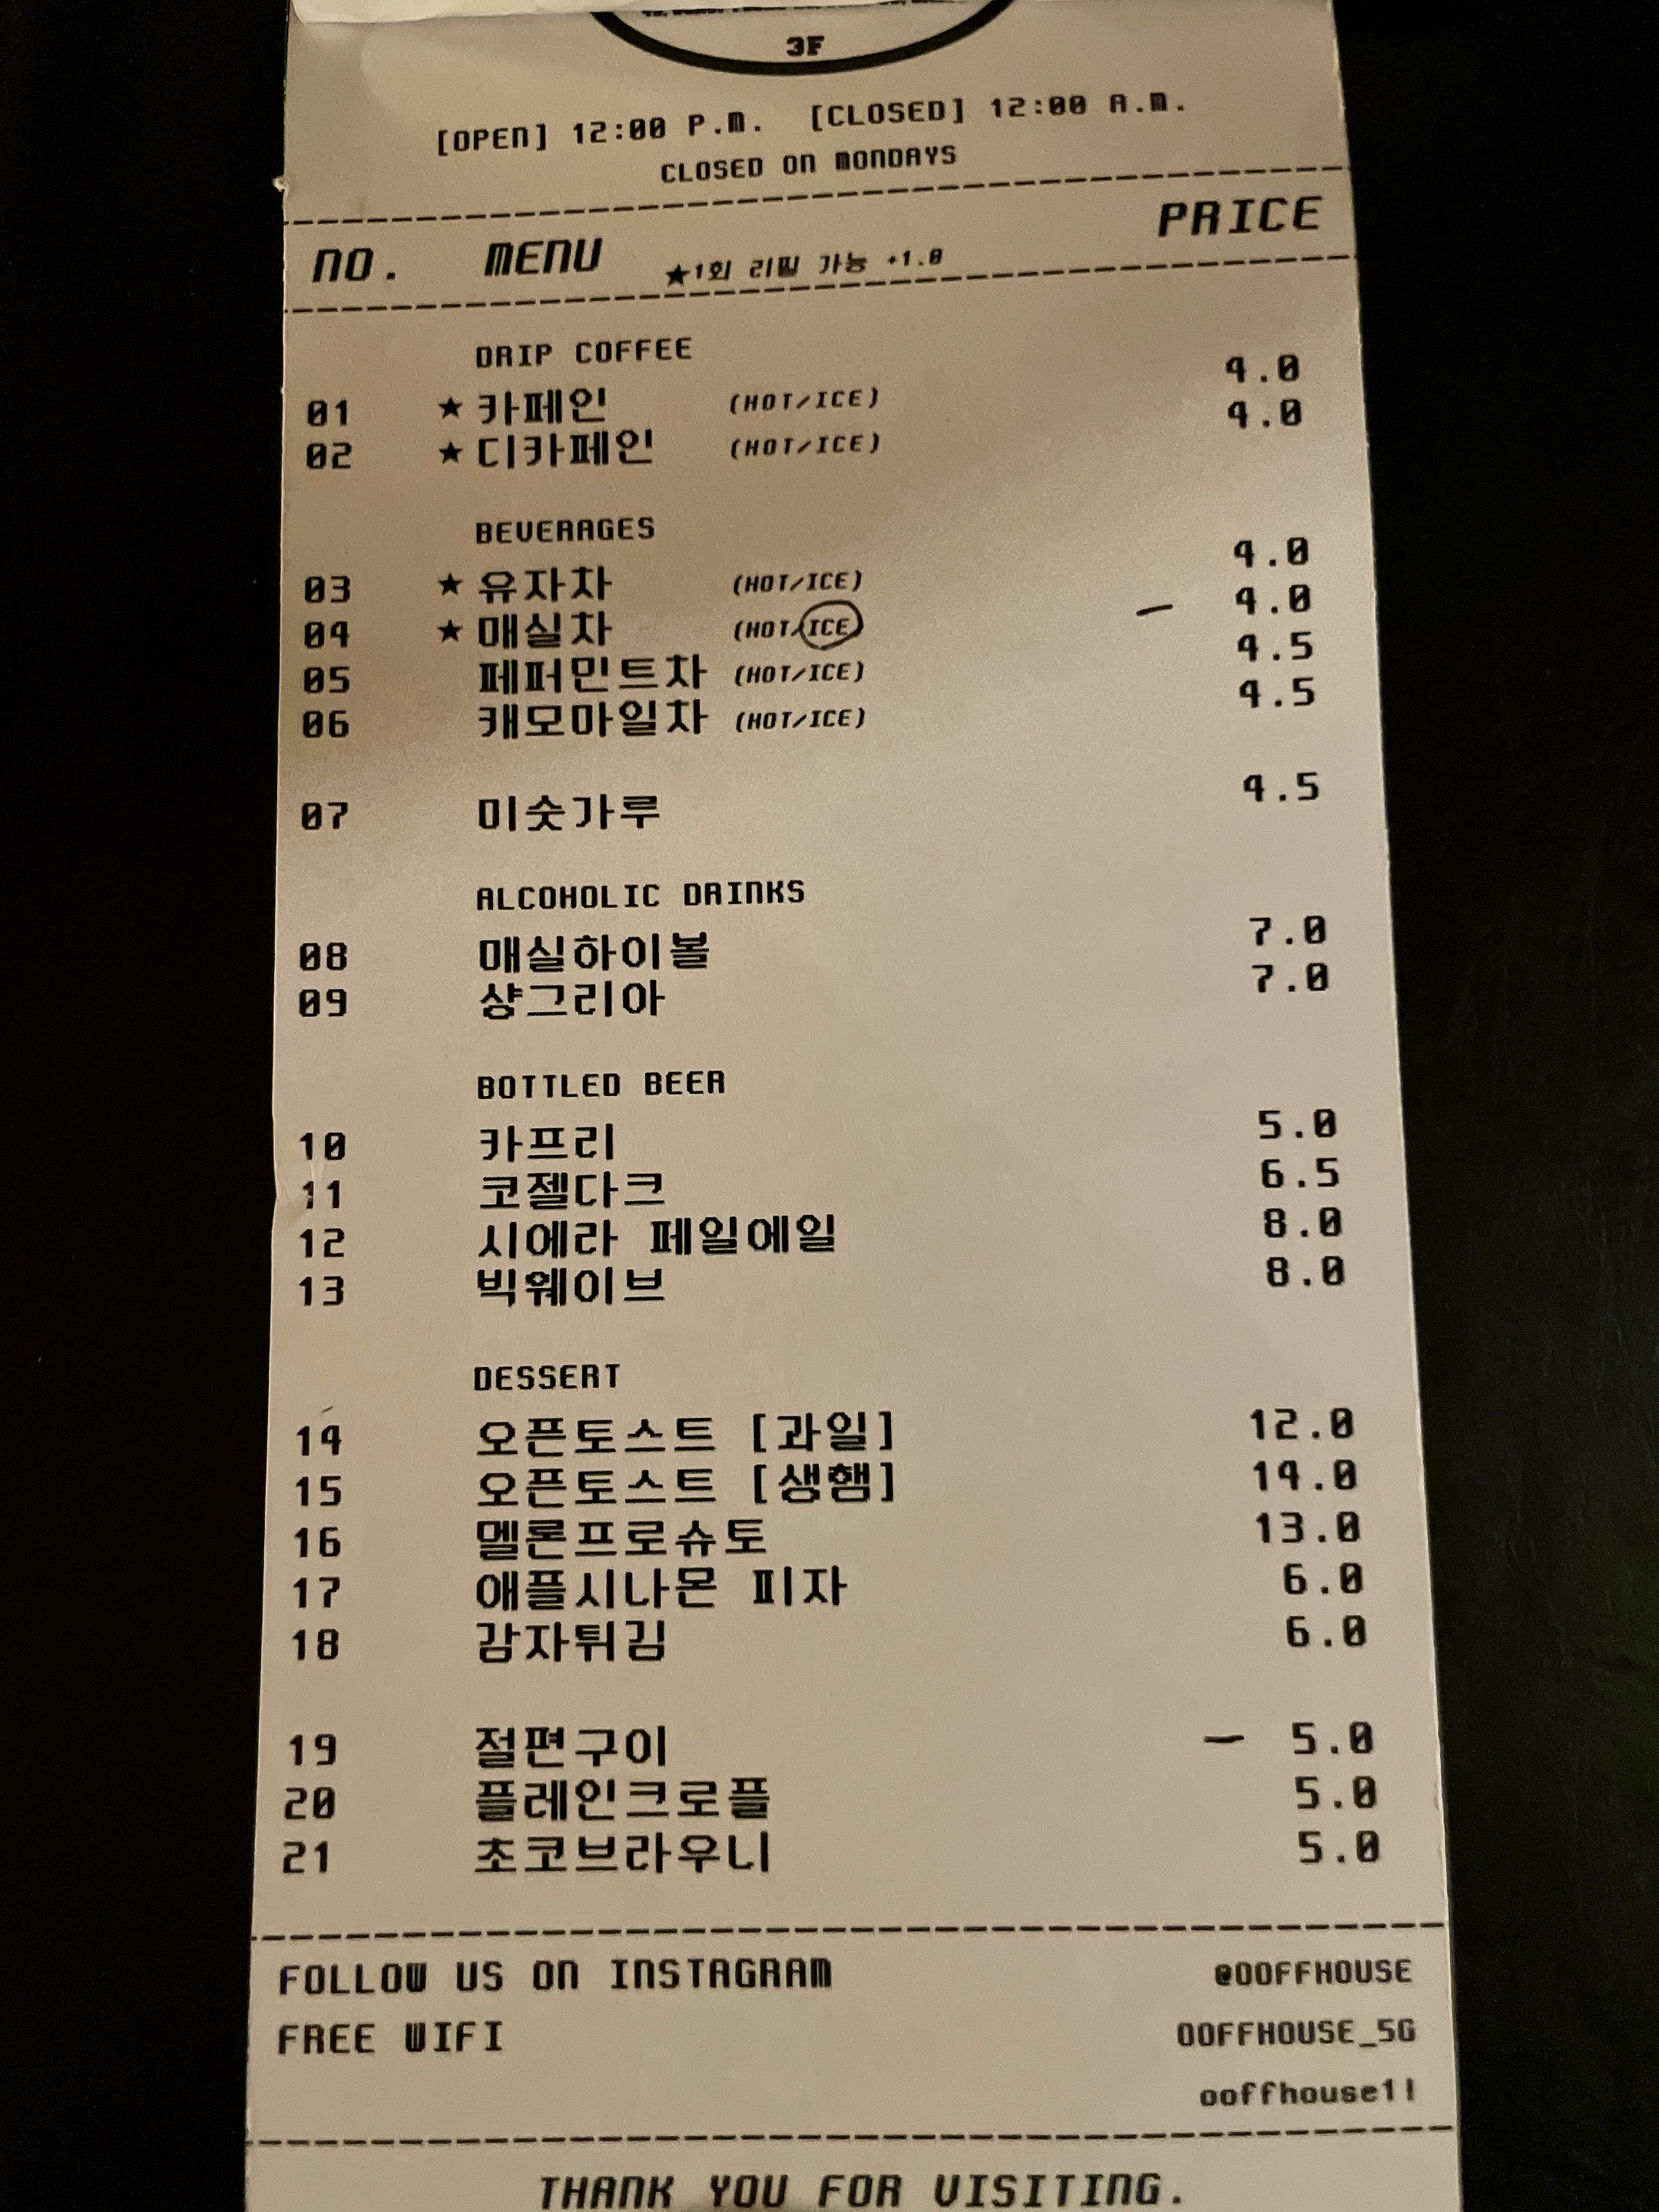 3F
[OPEN] 12:00 P.M. [CLOSED] 12:00 A.M.
CLOSED ON MONDAYS
NO. MENU ★1회 리필 가능 +1.0 PRICE
DRIP COFFEE
01 ★카페인 (HOT/ICE) 4.0
02 ★디카페인 (HOT/ICE) 4.0
BEVERAGES
03 ★유자차 (HOT/ICE) 4.0
04 ★매실차 (HOT/ICE) – 4.0
05 페퍼민트차 (HOT/ICE) 4.5
06 캐모마일차 (HOT/ICE) 4.5
07 미숫가루 4.5
ALCOHOLIC DRINKS
08 매실하이볼 7.0
09 샹그리아 7.0
BOTTLED BEER
10 카프리 5.0
11 코젤다크 6.5
12 시에라 페일에일 8.0
13 빅웨이브 8.0
DESSERT
14 오픈토스트 [과일] 12.0
15 오픈토스트 [생햄] 14.0
16 멜론프로슈토 13.0
17 애플시나몬 피자 6.0
18 감자튀김 6.0
19 절편구이 – 5.0
20 플레인크로플 5.0
21 초코브라우니 5.0
FOLLOW US ON INSTAGRAM @OOFFHOUSE
FREE WIFI OOFFHOUSE_5G
ooffhouse1!
THANK YOU FOR VISITING.